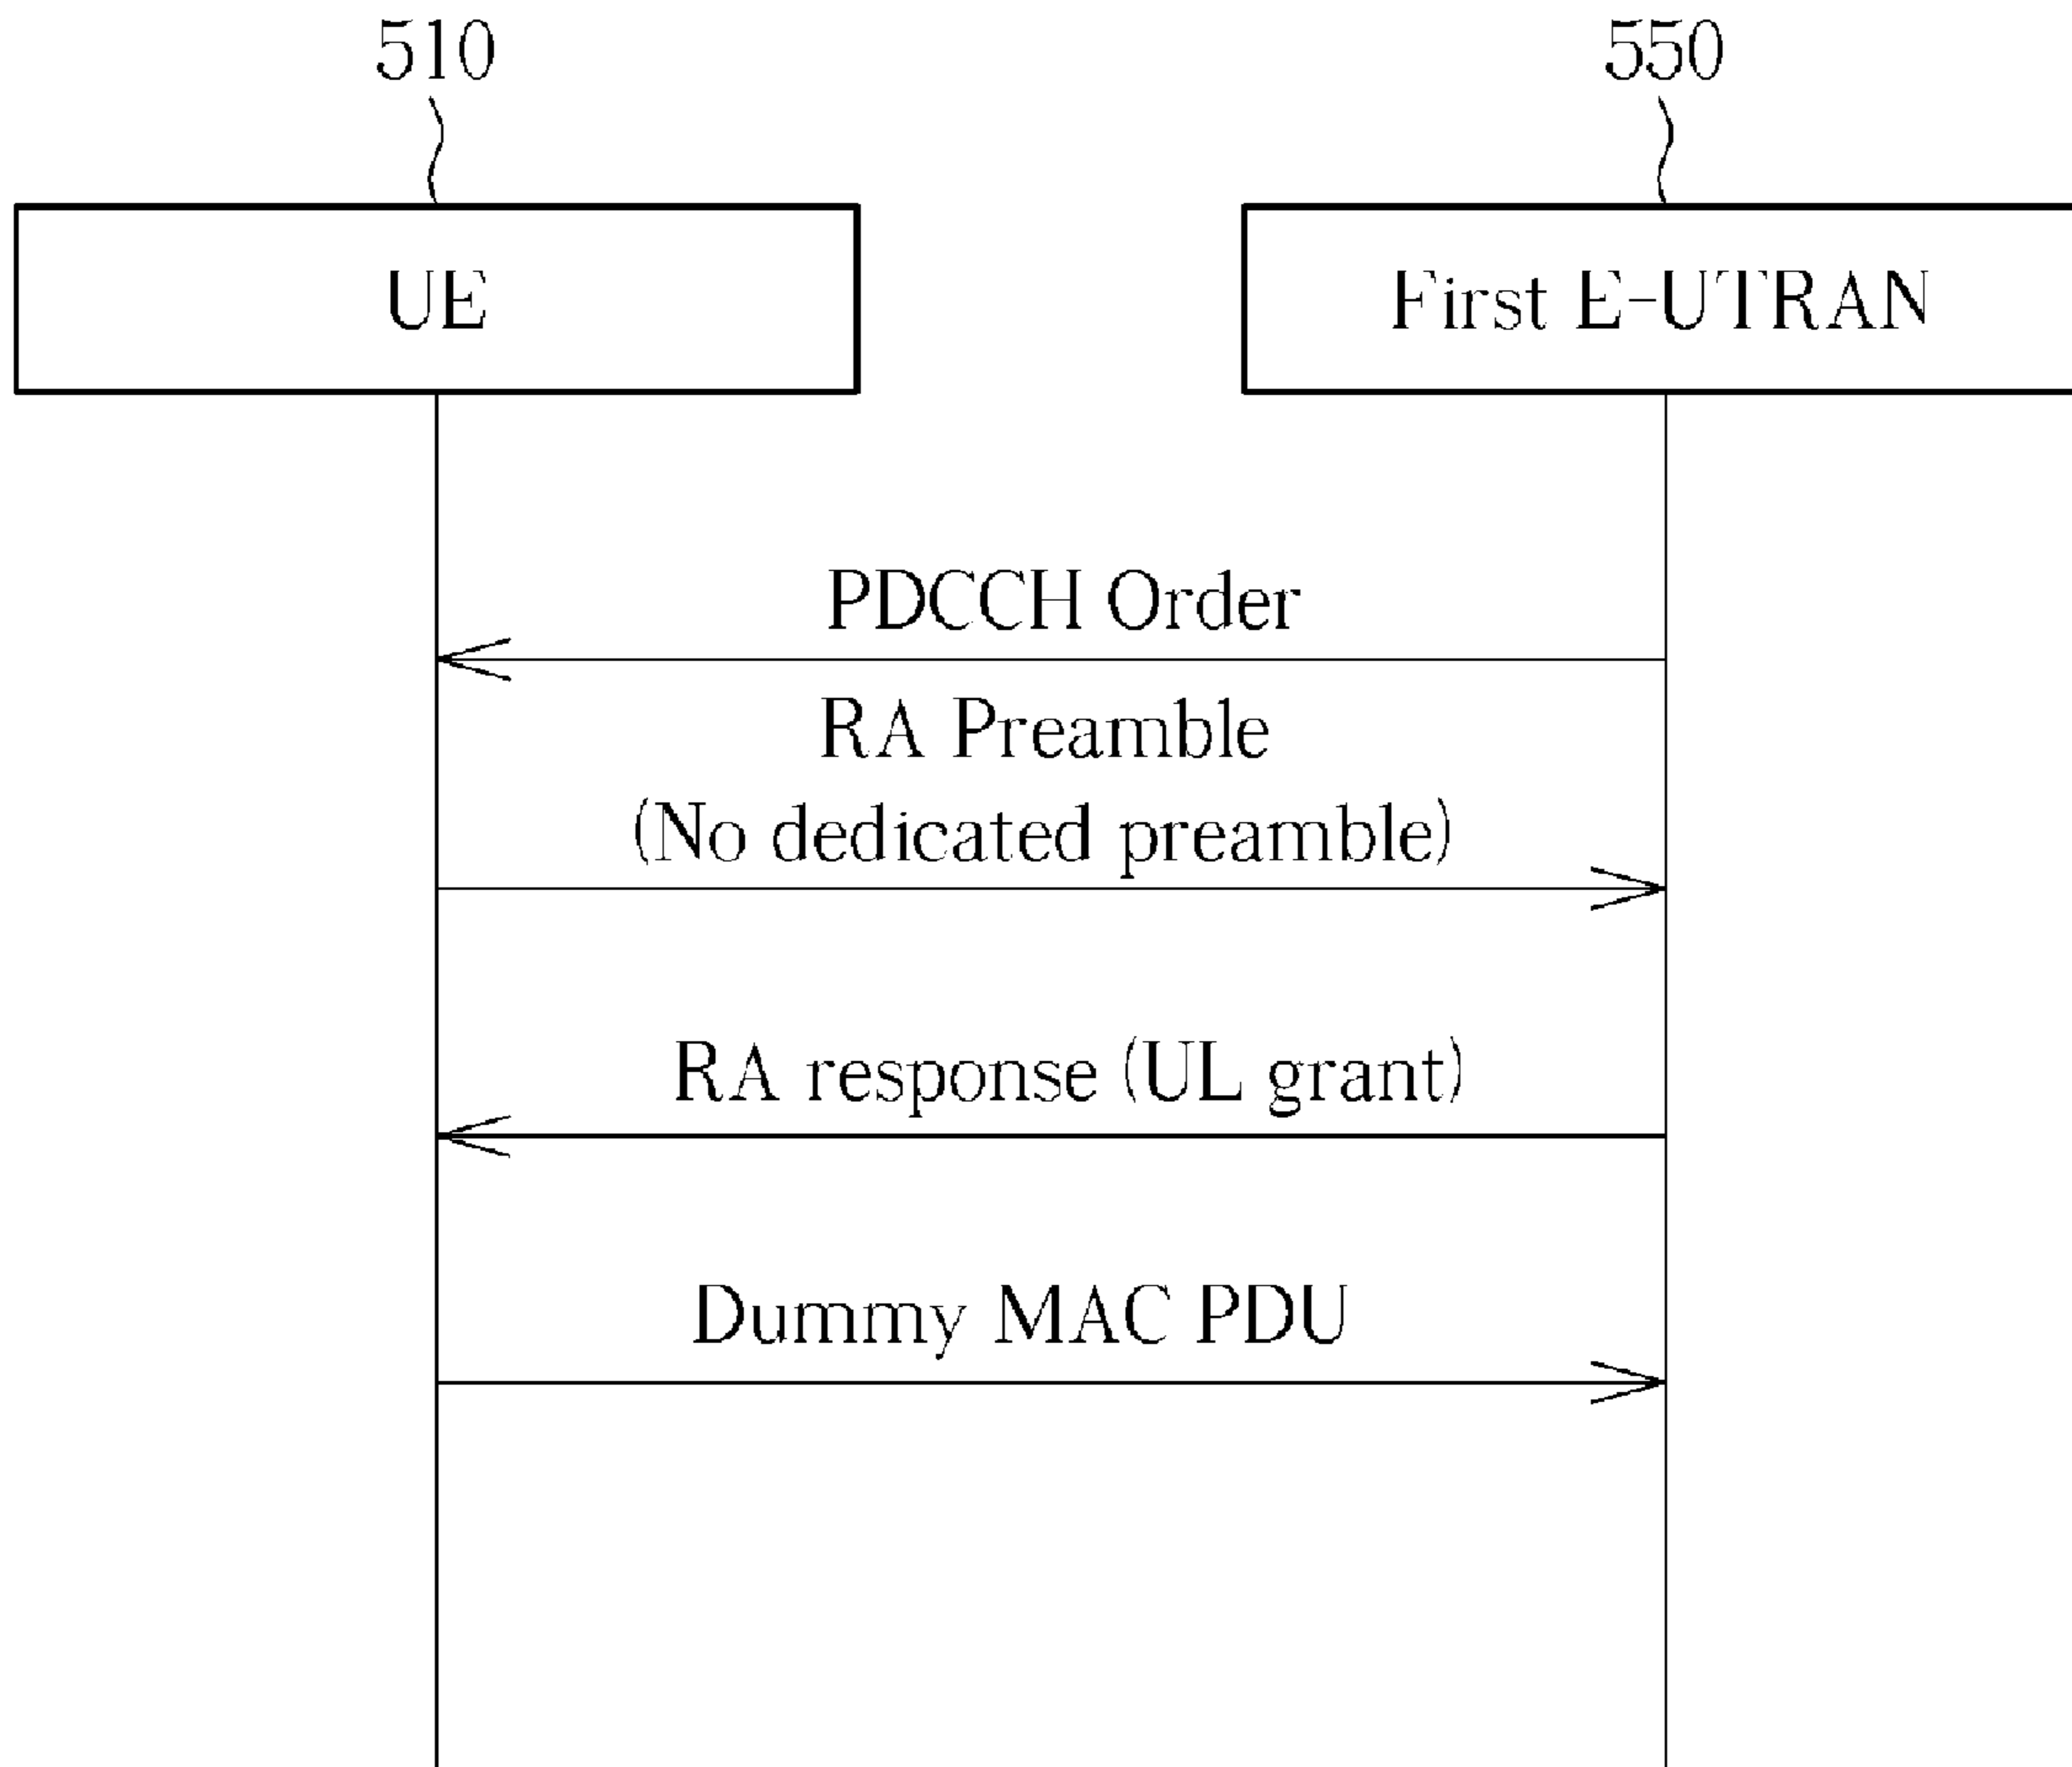 510
550
UE
First E-UTRAN
PDCCH Order
RA Preamble
(No dedicated preamble)
RA response (UL grant)
Dummy MAC PDU